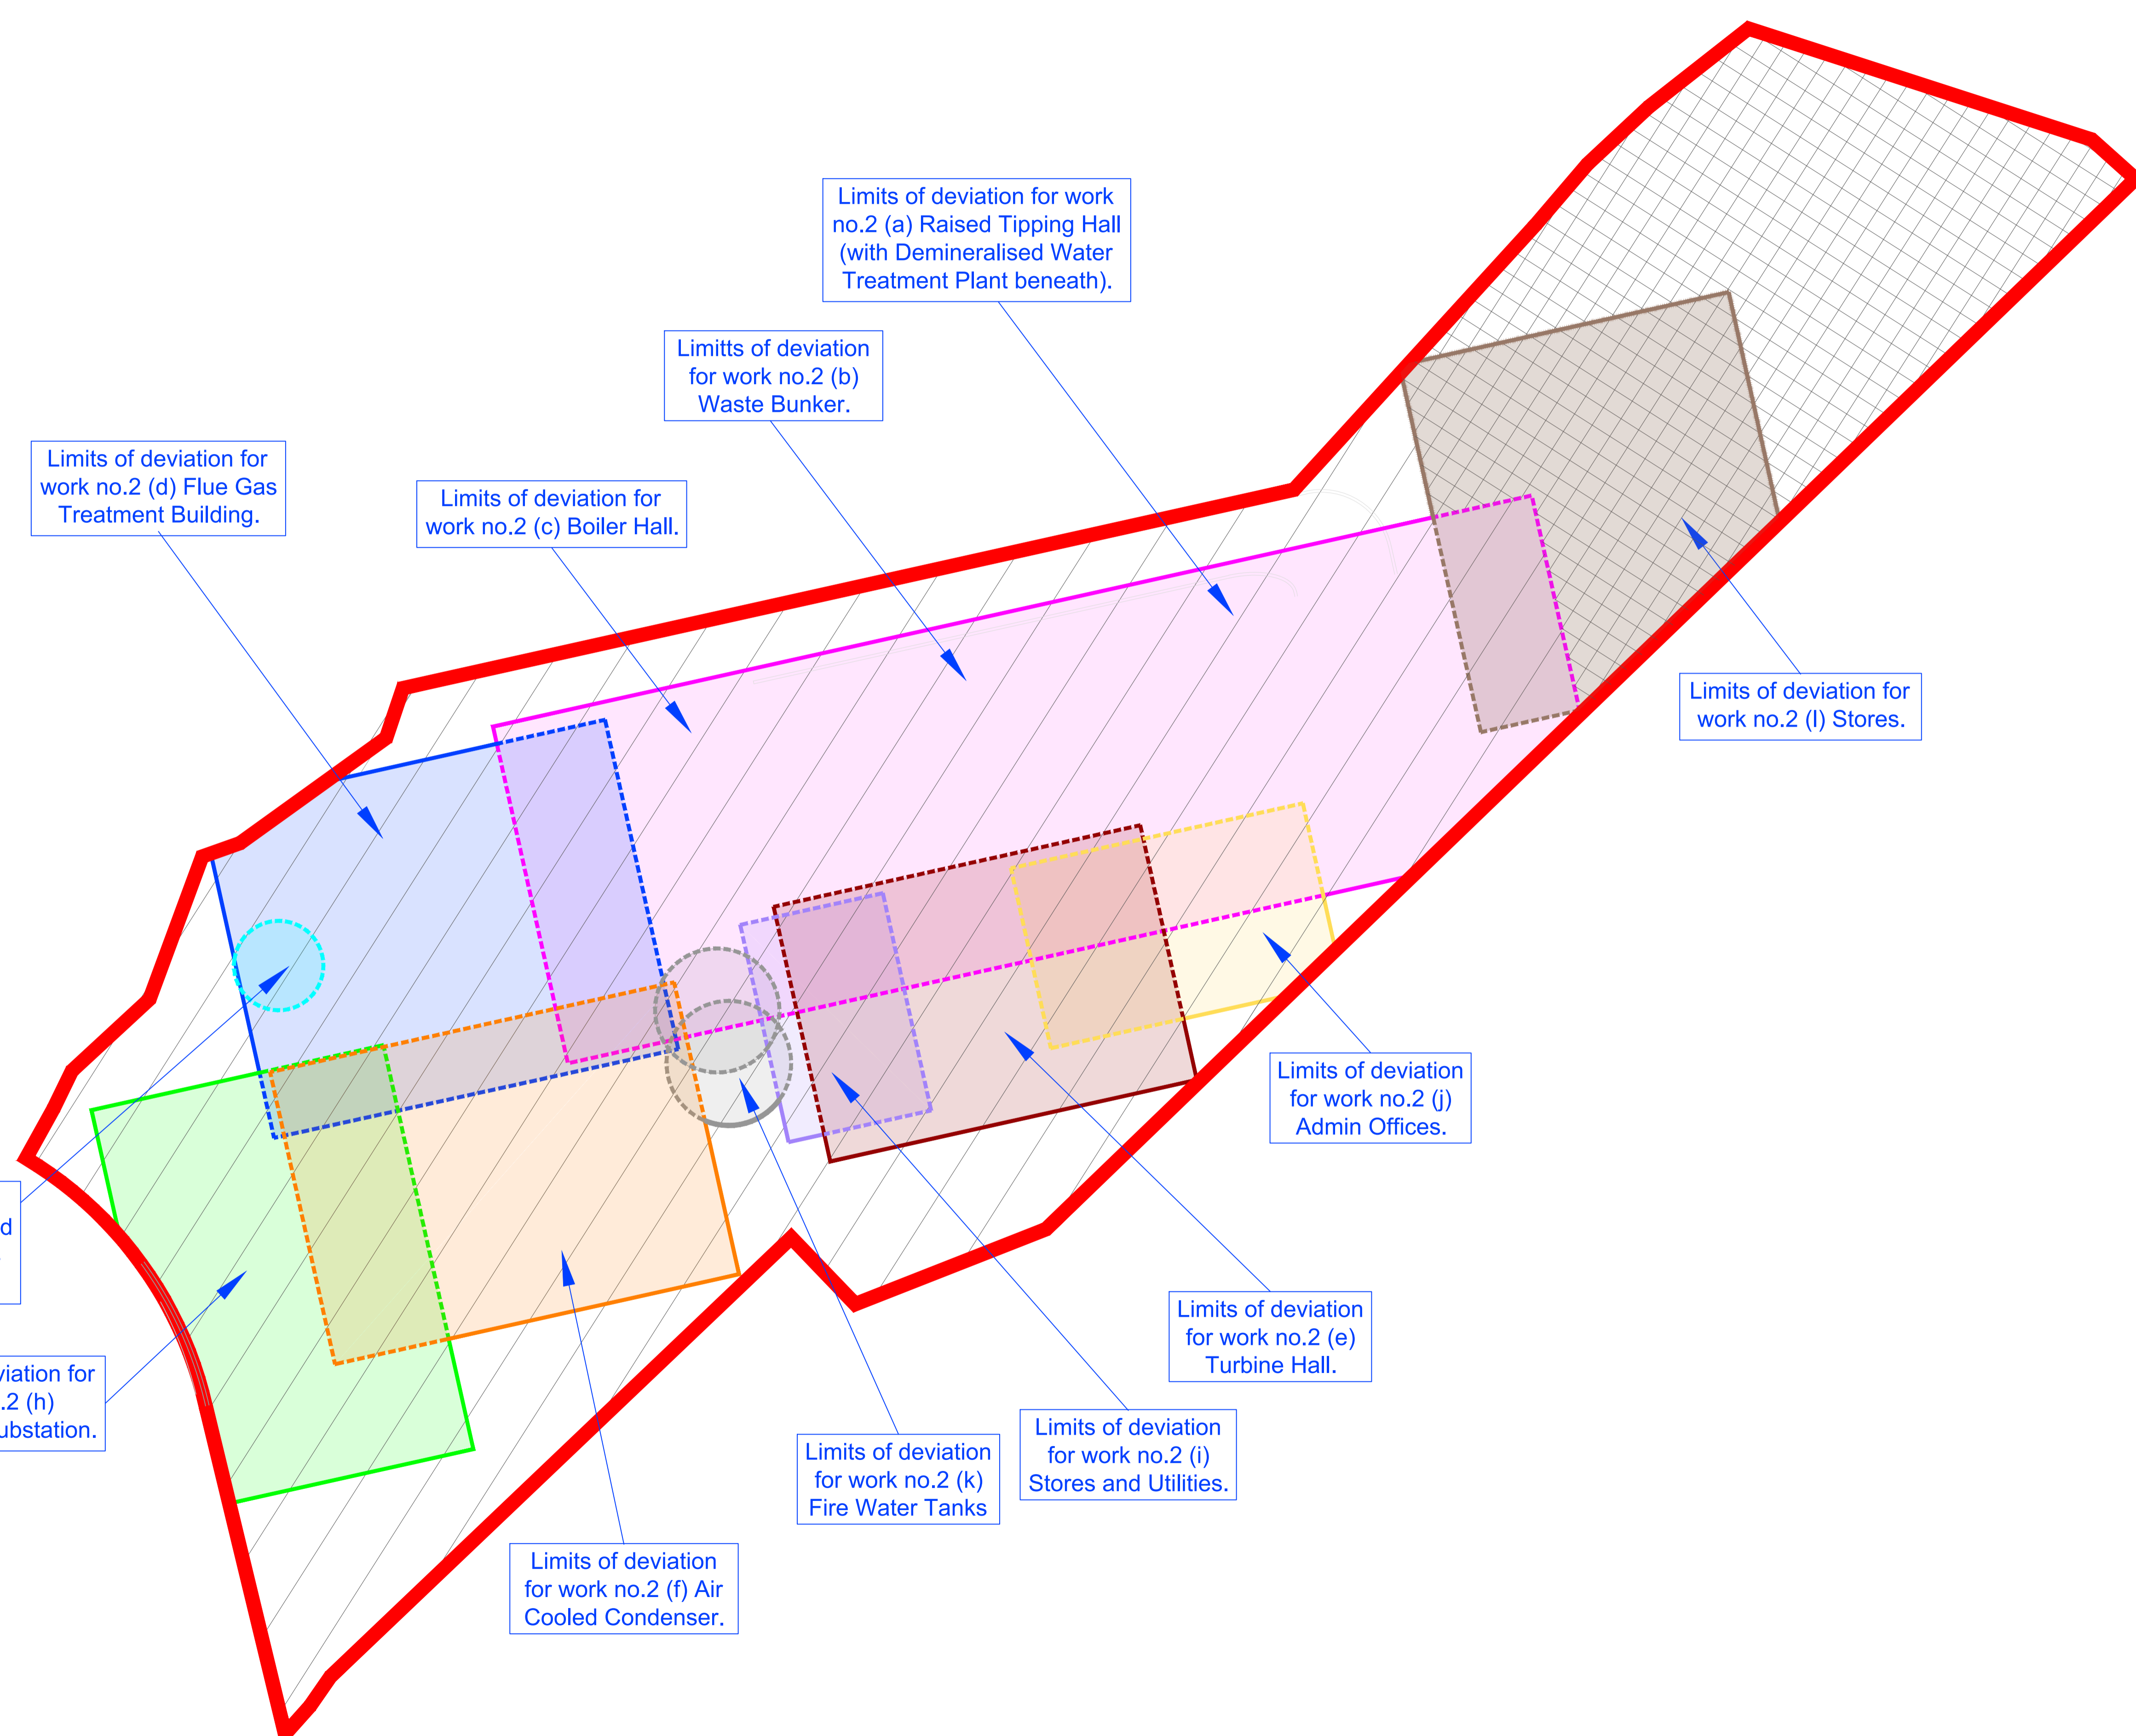 Limits of deviation for work
no.2 (a) Raised Tipping Hall
(with Demineralised Water
Treatment Plant beneath).
Limitts of deviation
for work no.2 (b)
Waste Bunker.
Limits of deviation for
work no.2 (d) Flue Gas
Treatment Building.
Limits of deviation for
work no.2 (c) Boiler Hall.
Limits of deviation for
work no.2 (l) Stores.
Limits of deviation
for work no.2 (j)
Admin Offices.
Limits of deviation
for work no.2 (e)
Turbine Hall.
for
.2 (h)
Limits of deviation
for work no.2 (i)
Stores and Utilities.
Limits of deviation
for work no.2 (k)
Fire Water Tanks
Limits of deviation
for work no.2 (f) Air
Cooled Condenser.